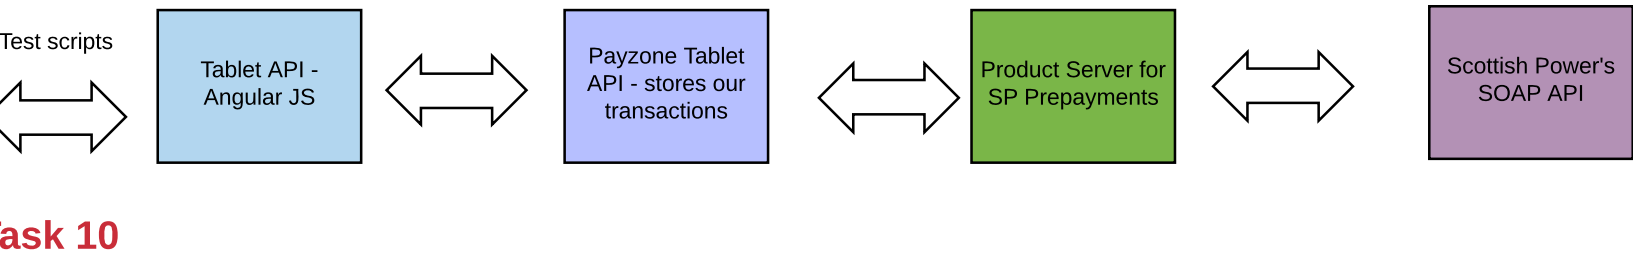 Test scripts
Tablet API -
Angular JS
Payzone Tablet
API - stores our
transactions
Product Server for
SP Prepayments
Scottish Power's
SOAP API
Task 10